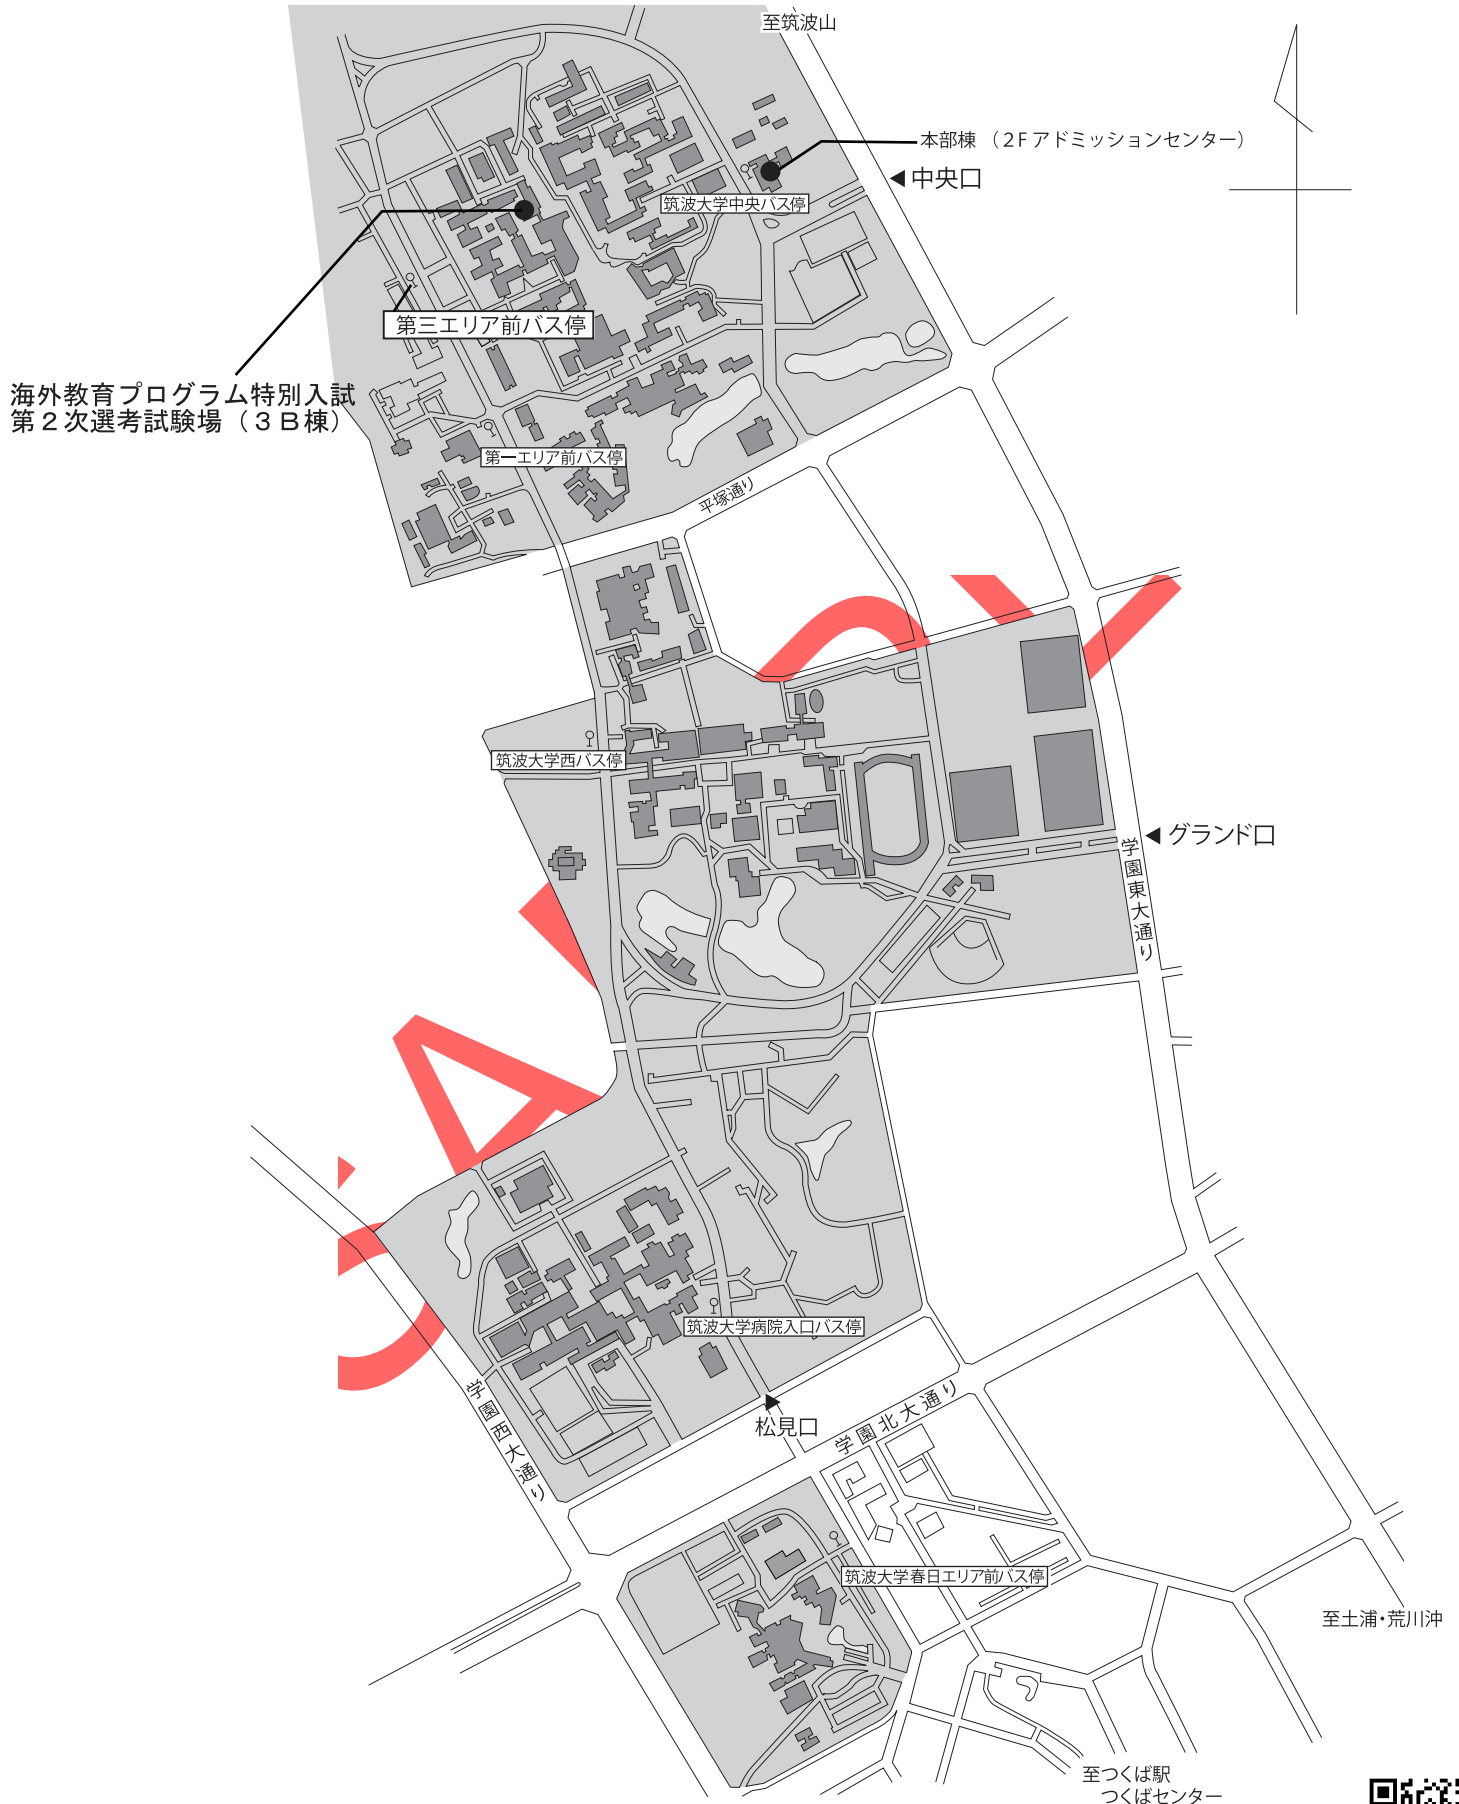 至筑波山
本部棟 （２Ｆ アドミッションセンター）
◀ 中央口
筑波大学中央バス停
第三エリア前バス停
海外教育プログラム特別入試
第２次選考試験場（３Ｂ棟）
第一エリア前バス停
平塚通り
筑波大学西バス停
◀ グランド口
学園東大通り
筑波大学病院入口バス停
松見口
学園西大通り
学園北大通り
筑波大学春日エリア前バス停
至土浦・荒川沖
至つくば駅
つくばセンター